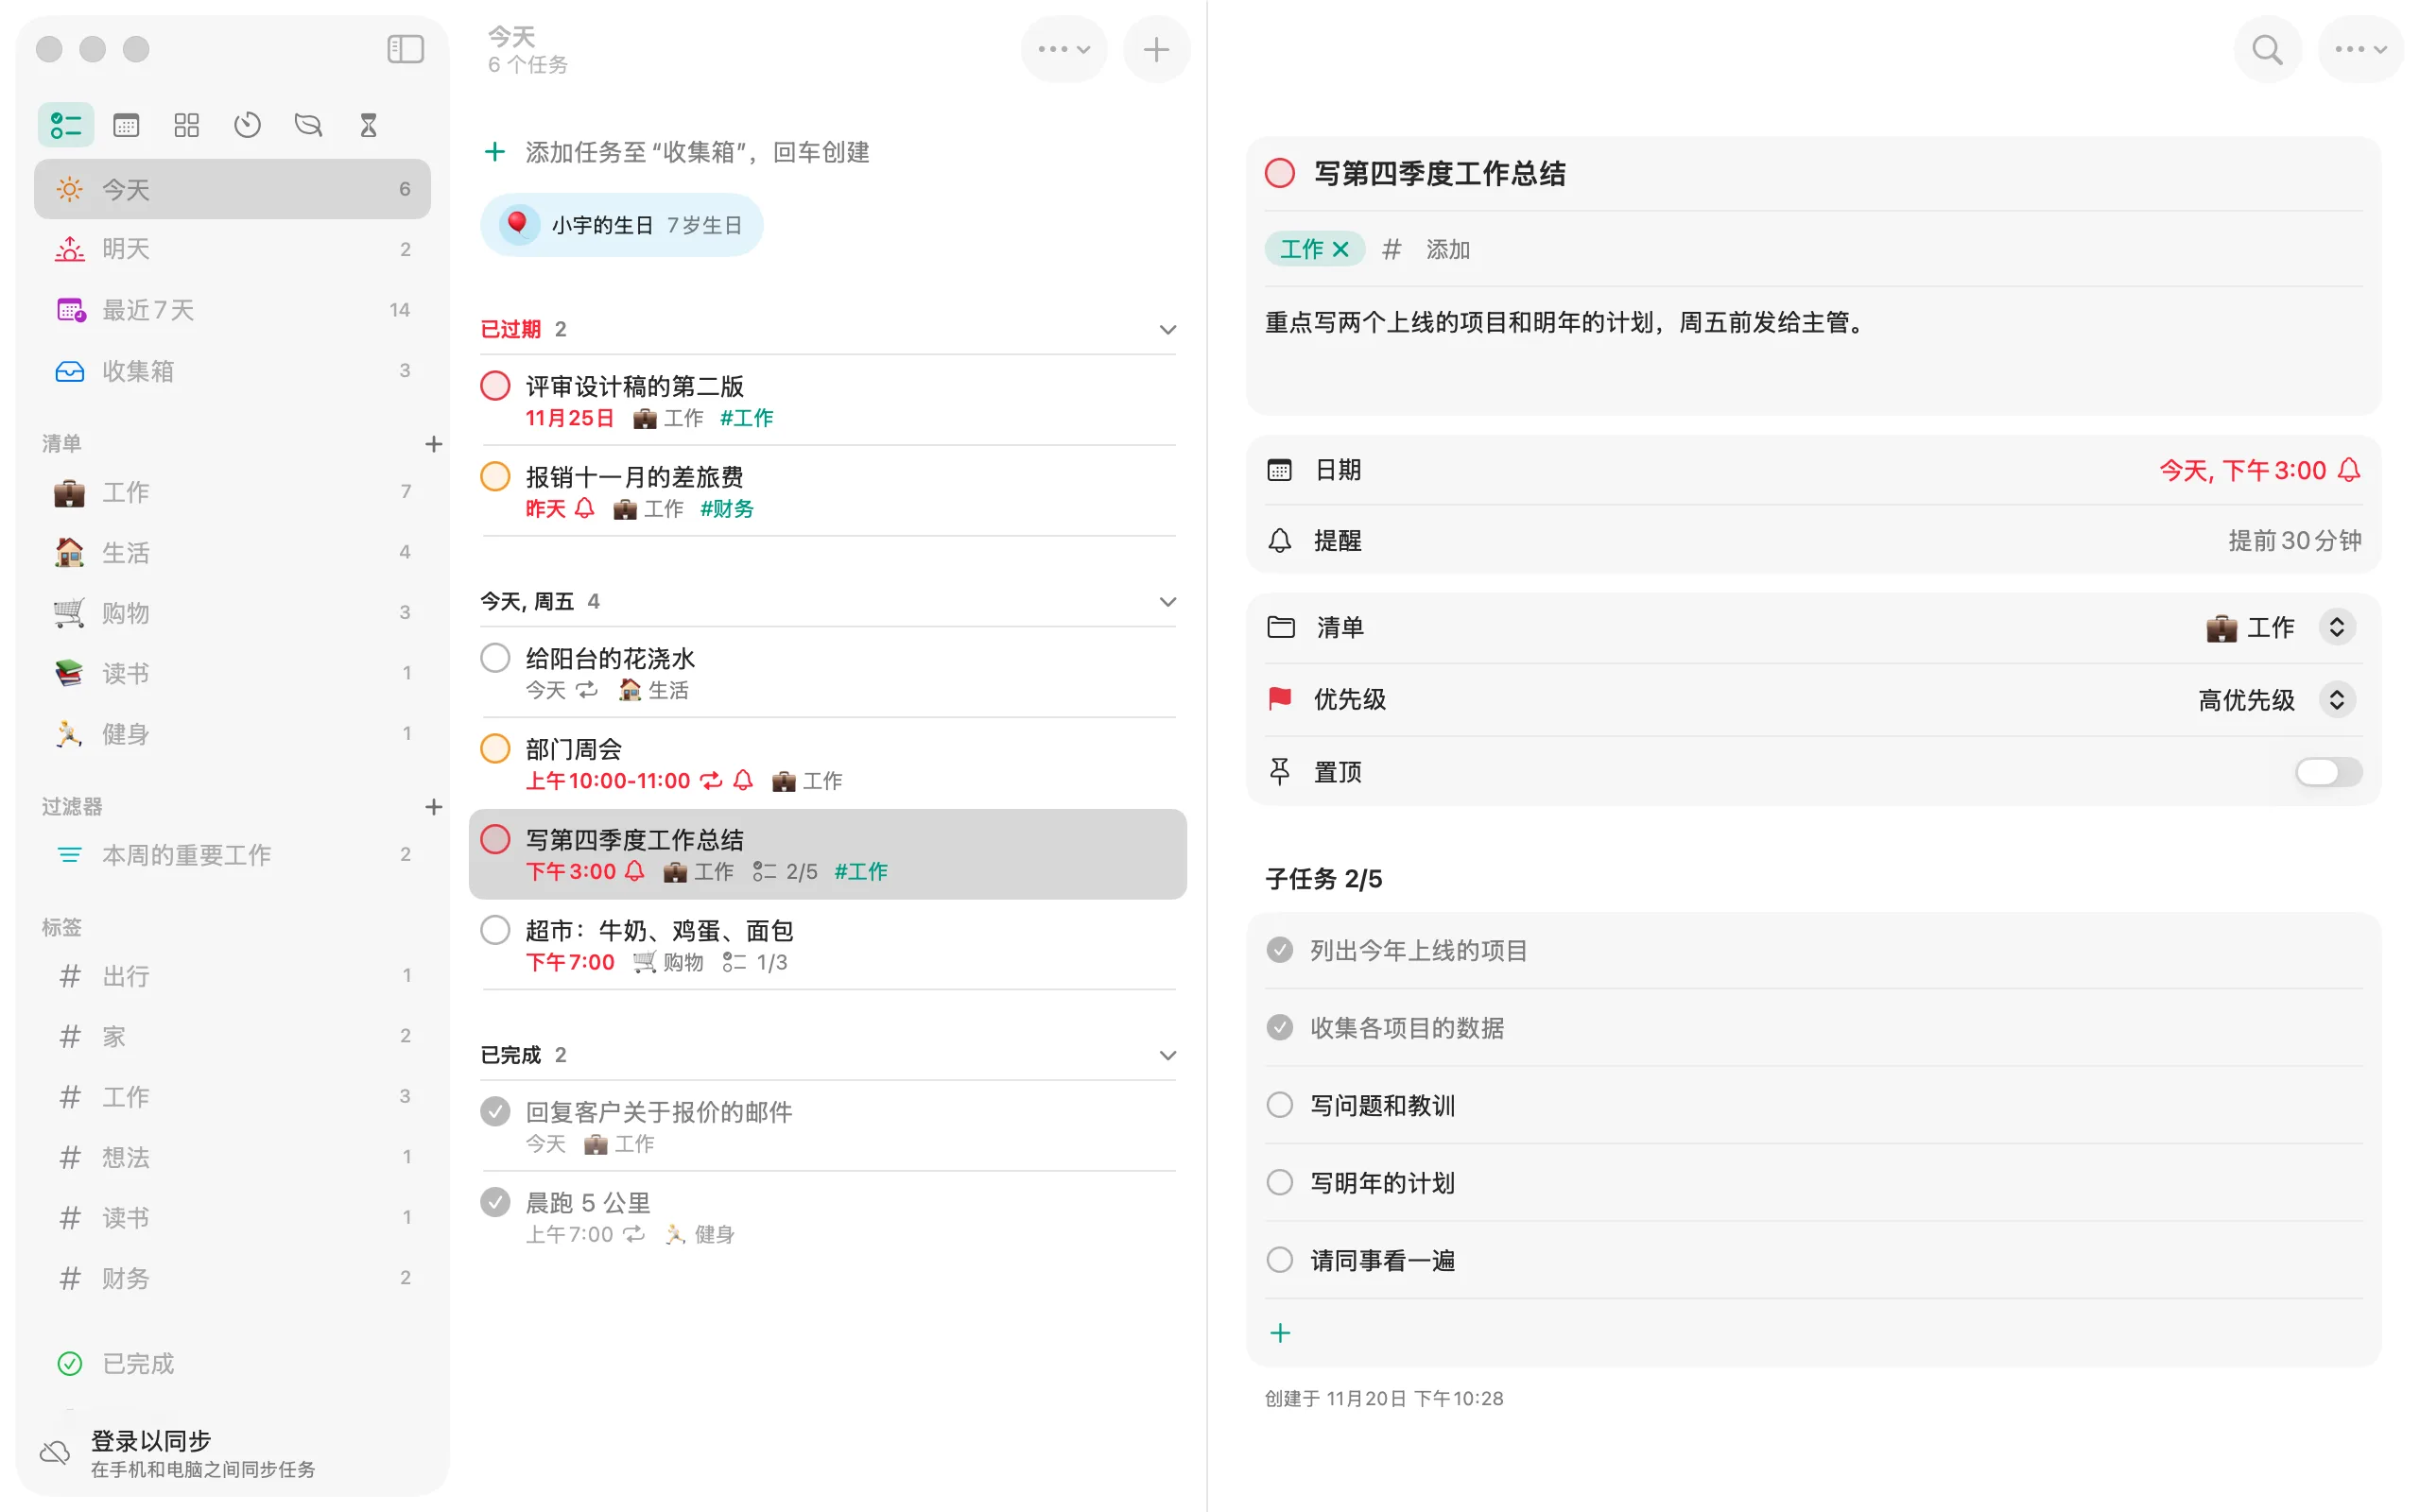 今天 6
明天 2
最近 7 天 14
收集箱 3
清单
工作 7
生活 4
购物 3
读书 1
健身 1
过滤器
本周的重要工作 2
标签
# 出行 1
# 家 2
# 工作 3
# 想法 1
# 读书 1
# 财务 2
已完成
登录以同步
在手机和电脑之间同步任务
今天
6 个任务
添加任务至 “收集箱”，回车创建
小宇的生日 7 岁生日
已过期 2
评审设计稿的第二版
11月25日 工作 #工作
报销十一月的差旅费
昨天 工作 #财务
今天, 周五 4
给阳台的花浇水
今天 生活
部门周会
上午 10:00-11:00 工作
写第四季度工作总结
下午 3:00 工作 2/5 #工作
超市：牛奶、鸡蛋、面包
下午 7:00 购物 1/3
已完成 2
回复客户关于报价的邮件
今天 工作
晨跑 5 公里
上午 7:00 健身
写第四季度工作总结
工作 # 添加
重点写两个上线的项目和明年的计划，周五前发给主管。
日期 今天, 下午 3:00
提醒 提前 30 分钟
清单 工作
优先级 高优先级
置顶
子任务 2/5
列出今年上线的项目
收集各项目的数据
写问题和教训
写明年的计划
请同事看一遍
创建于 11月20日 下午10:28